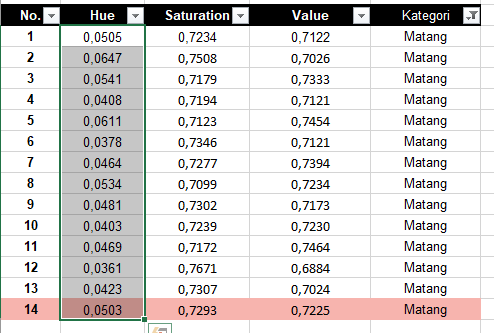 No. Hue Saturation Value Kategori
1 0,0505 0,7234 0,7122 Matang
2 0,0647 0,7508 0,7026 Matang
3 0,0541 0,7179 0,7333 Matang
4 0,0408 0,7194 0,7121 Matang
5 0,0611 0,7123 0,7454 Matang
6 0,0378 0,7346 0,7121 Matang
7 0,0464 0,7277 0,7394 Matang
8 0,0534 0,7099 0,7234 Matang
9 0,0481 0,7302 0,7173 Matang
10 0,0403 0,7239 0,7230 Matang
11 0,0469 0,7172 0,7464 Matang
12 0,0361 0,7671 0,6884 Matang
13 0,0423 0,7307 0,7024 Matang
14 0,0503 0,7293 0,7225 Matang